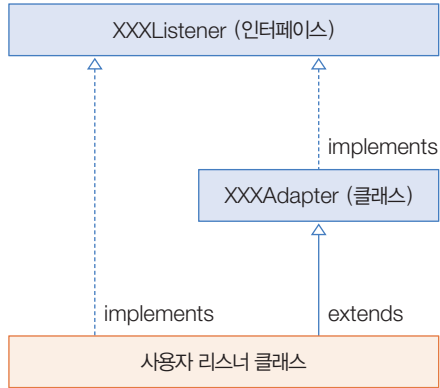 XXXListener (인터페이스)
implements
XXXAdapter (클래스)
implements
extends
사용자 리스너 클래스